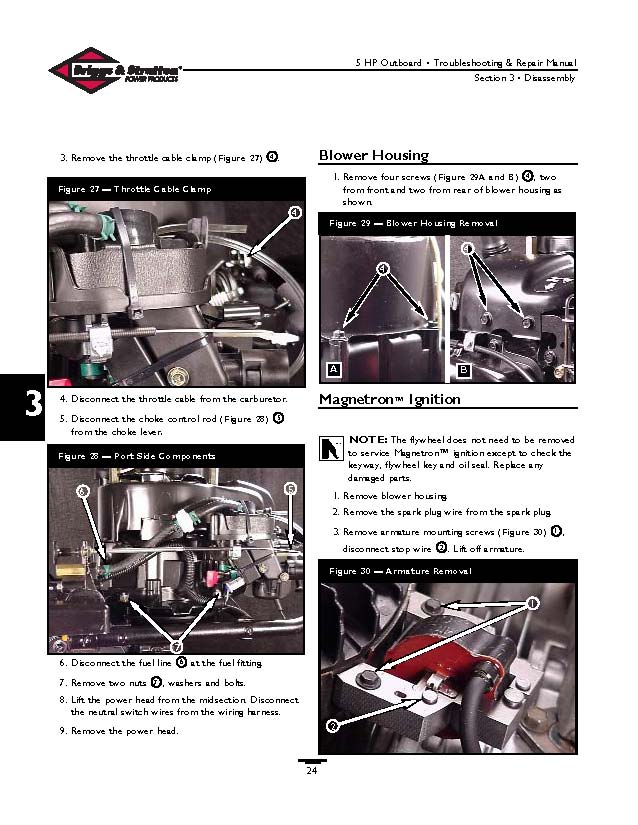 Briggs & Stratton
POWER PRODUCTS
5 HP Outboard • Troubleshooting & Repair Manual
Section 3 • Disassembly
3. Remove the throttle cable clamp (Figure 27) 4.
Figure 27 — Throttle Cable Clamp
4
3
4. Disconnect the throttle cable from the carburetor.
5. Disconnect the choke control rod (Figure 28) 5
from the choke lever.
Figure 28 — Port Side Components
6
5
7
6. Disconnect the fuel line 6 at the fuel fitting.
7. Remove two nuts 7, washers and bolts.
8. Lift the power head from the midsection. Disconnect
the neutral switch wires from the wiring harness.
9. Remove the power head.
Blower Housing
1. Remove four screws (Figure 29A and B) 4, two
from front and two from rear of blower housing as
shown.
Figure 29 — Blower Housing Removal
4
4
A
B
Magnetron™ Ignition
NOTE: The flywheel does not need to be removed
to service Magnetron™ ignition except to check the
keyway, flywheel key and oil seal. Replace any
damaged parts.
1. Remove blower housing.
2. Remove the spark plug wire from the spark plug.
3. Remove armature mounting screws (Figure 30) 1,
disconnect stop wire 2. Lift off armature.
Figure 30 — Armature Removal
1
2
24